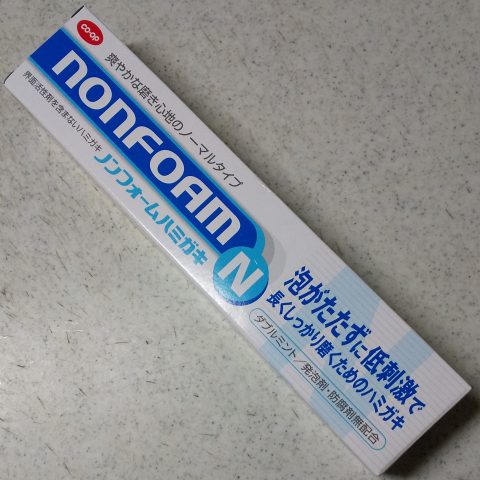 co·op
爽やかな磨き心地のノーマルタイプ
nonFOAM
N
界面活性剤を含まないハミガキ
ノンフォームハミガキ
泡がたたずに低刺激で
長くしっかり磨くためのハミガキ
ダブルミント/発泡剤・防腐剤無配合